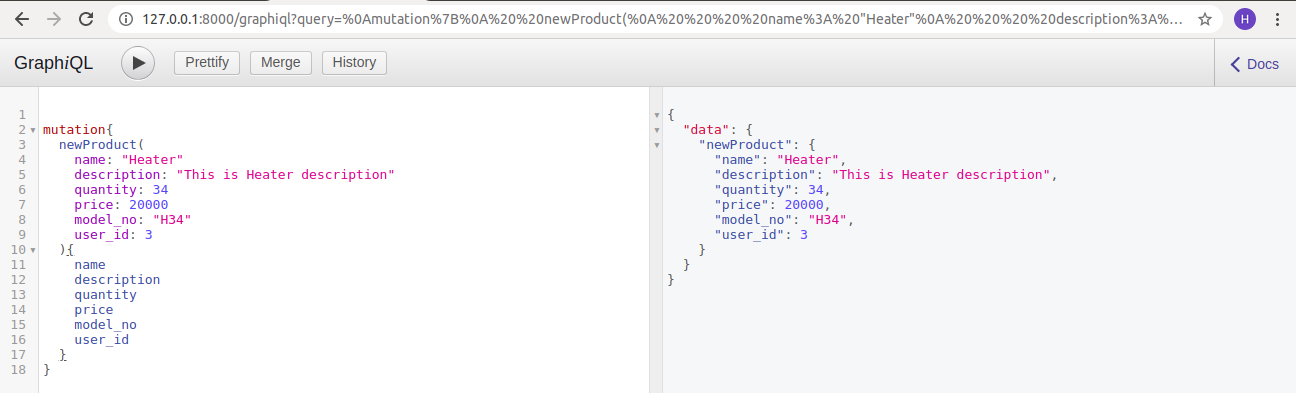 127.0.0.1:8000/graphiql?query=%0Amutation%7B%0A%20%20newProduct(%0A%20%20%20%20name%3A%20"Heater"%0A%20%20%20%20description%3A%...
H
GraphiQL
Prettify
Merge
History
Docs
1
2 mutation{
3 newProduct(
4 name: "Heater"
5 description: "This is Heater description"
6 quantity: 34
7 price: 20000
8 model_no: "H34"
9 user_id: 3
10 ){
11 name
12 description
13 quantity
14 price
15 model_no
16 user_id
17 }
18 }
{
"data": {
"newProduct": {
"name": "Heater",
"description": "This is Heater description",
"quantity": 34,
"price": 20000,
"model_no": "H34",
"user_id": 3
}
}
}